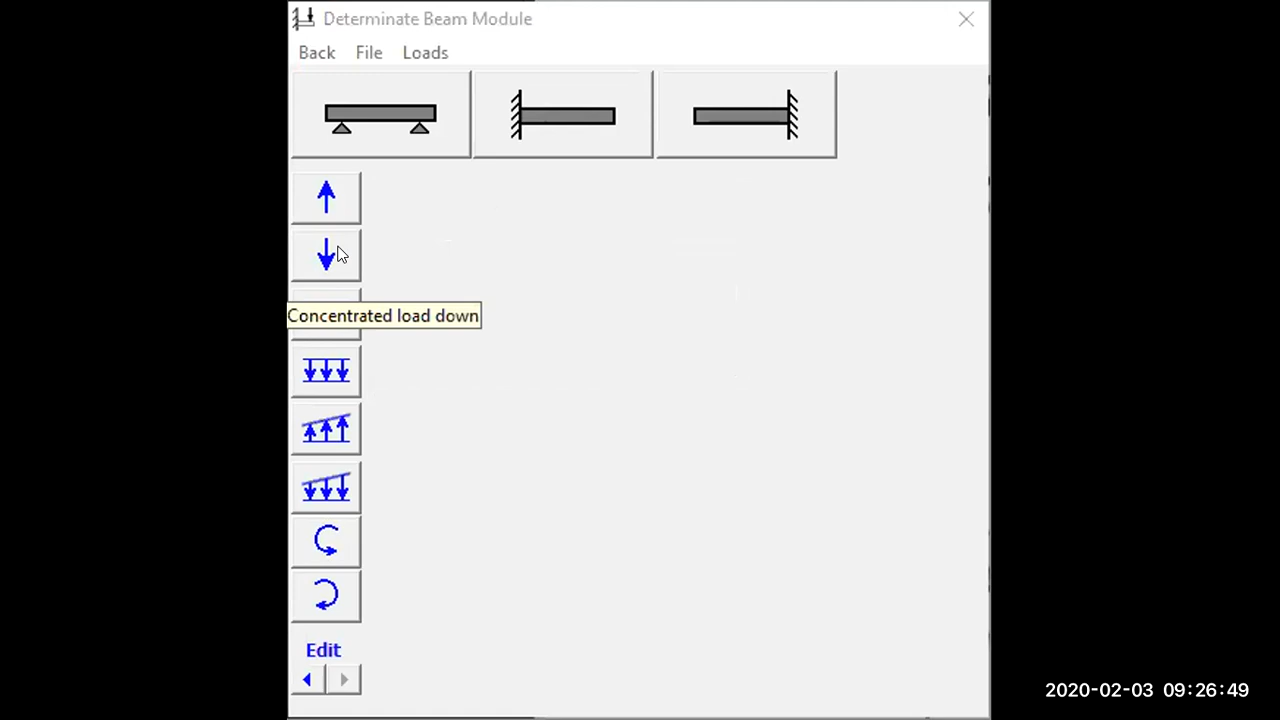 Determinate Beam Module
Back File Loads
Concentrated load down
Edit
2020-02-03 09:26:49